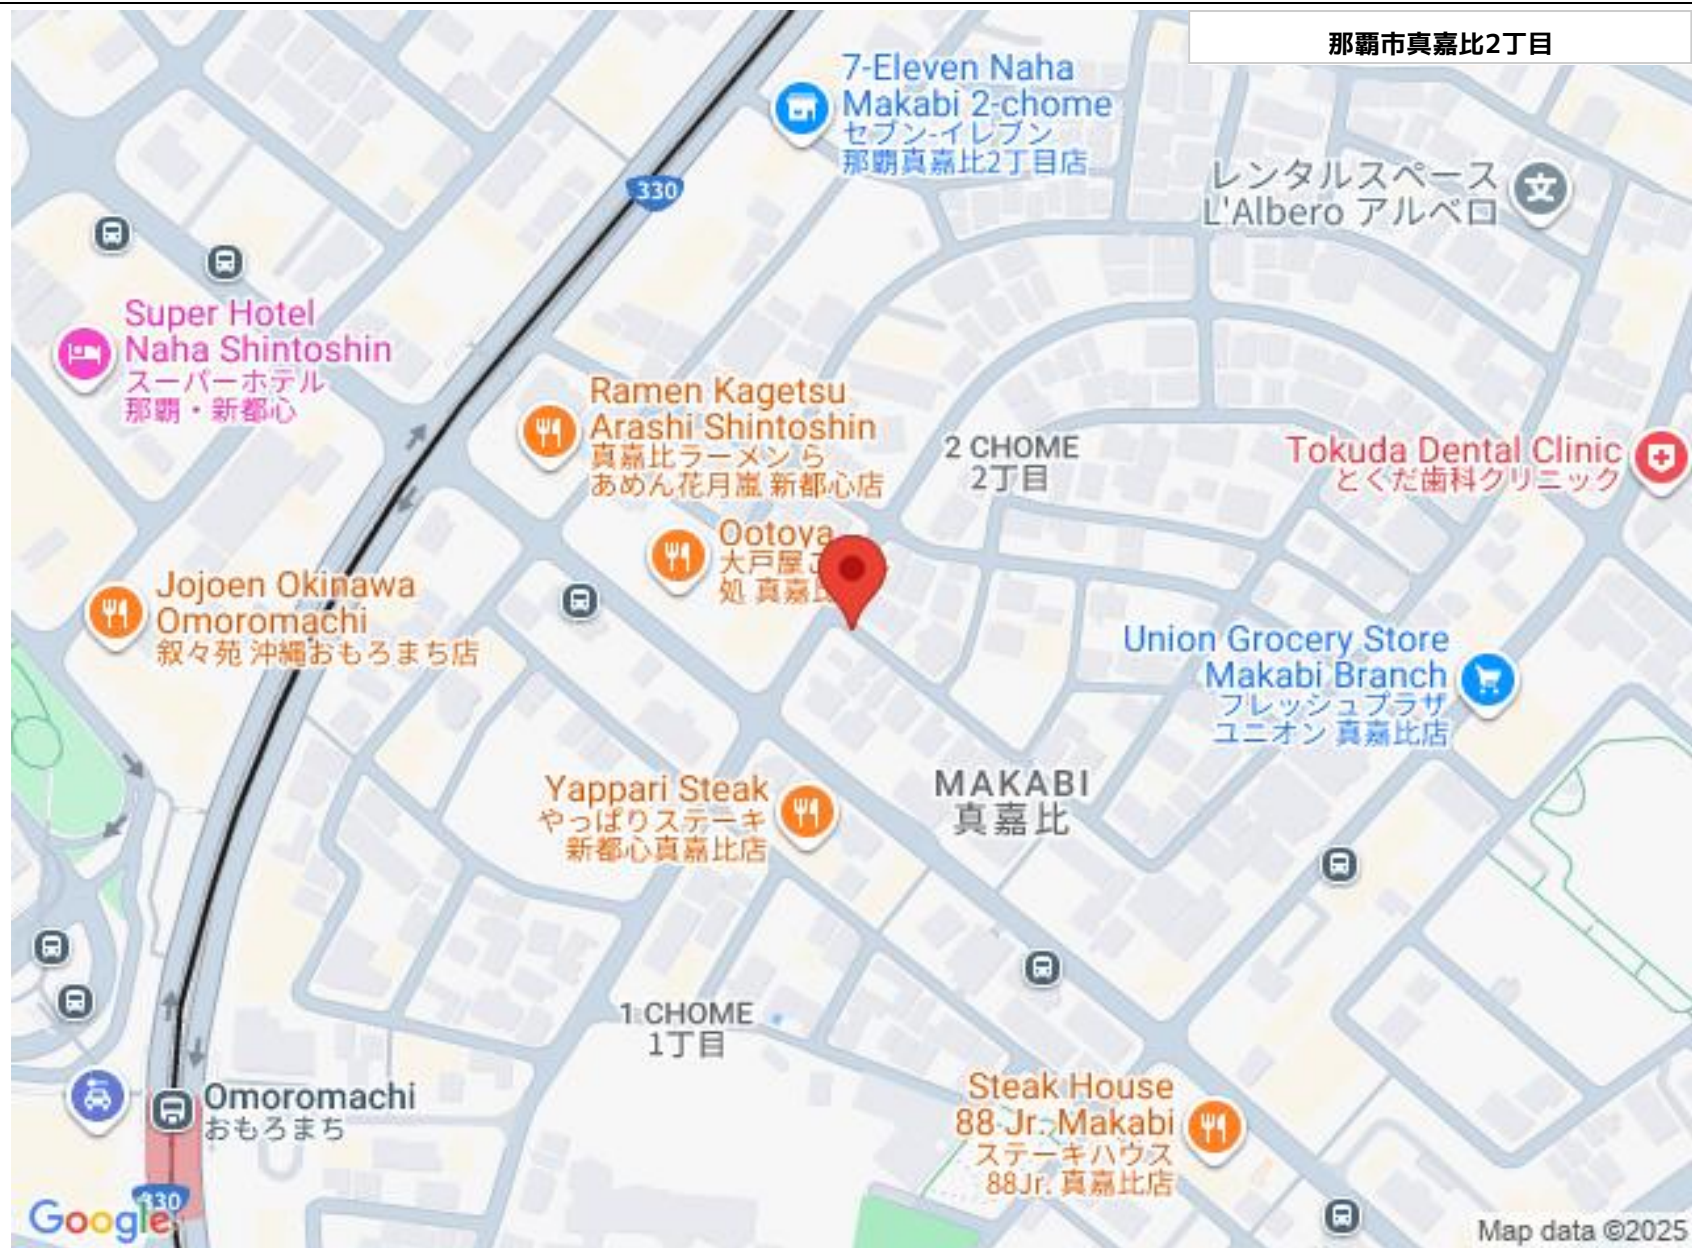 那覇市真嘉比2丁目
7-Eleven Naha
Makabi 2-chome
セブン-イレブン
那覇真嘉比2丁目店
330
レンタルスペース
L'Albero アルベロ
Super Hotel
Naha Shintoshin
スーパーホテル
那覇・新都心
Ramen Kagetsu
Arashi Shintoshin
真嘉比ラーメン ら
あめん花月嵐 新都心店
2 CHOME
2丁目
Tokuda Dental Clinic
とくだ歯科クリニック
Ootoya
大戸屋
処 真嘉比
Jojoen Okinawa
Omoromachi
叙々苑 沖縄おもろまち店
Union Grocery Store
Makabi Branch
フレッシュプラザ
ユニオン 真嘉比店
Yappari Steak
やっぱりステーキ
新都心真嘉比店
MAKABI
真嘉比
1 CHOME
1丁目
Omoromachi
おもろまち
Steak House
88 Jr. Makabi
ステーキハウス
88Jr. 真嘉比店
330
Google
Map data ©2025